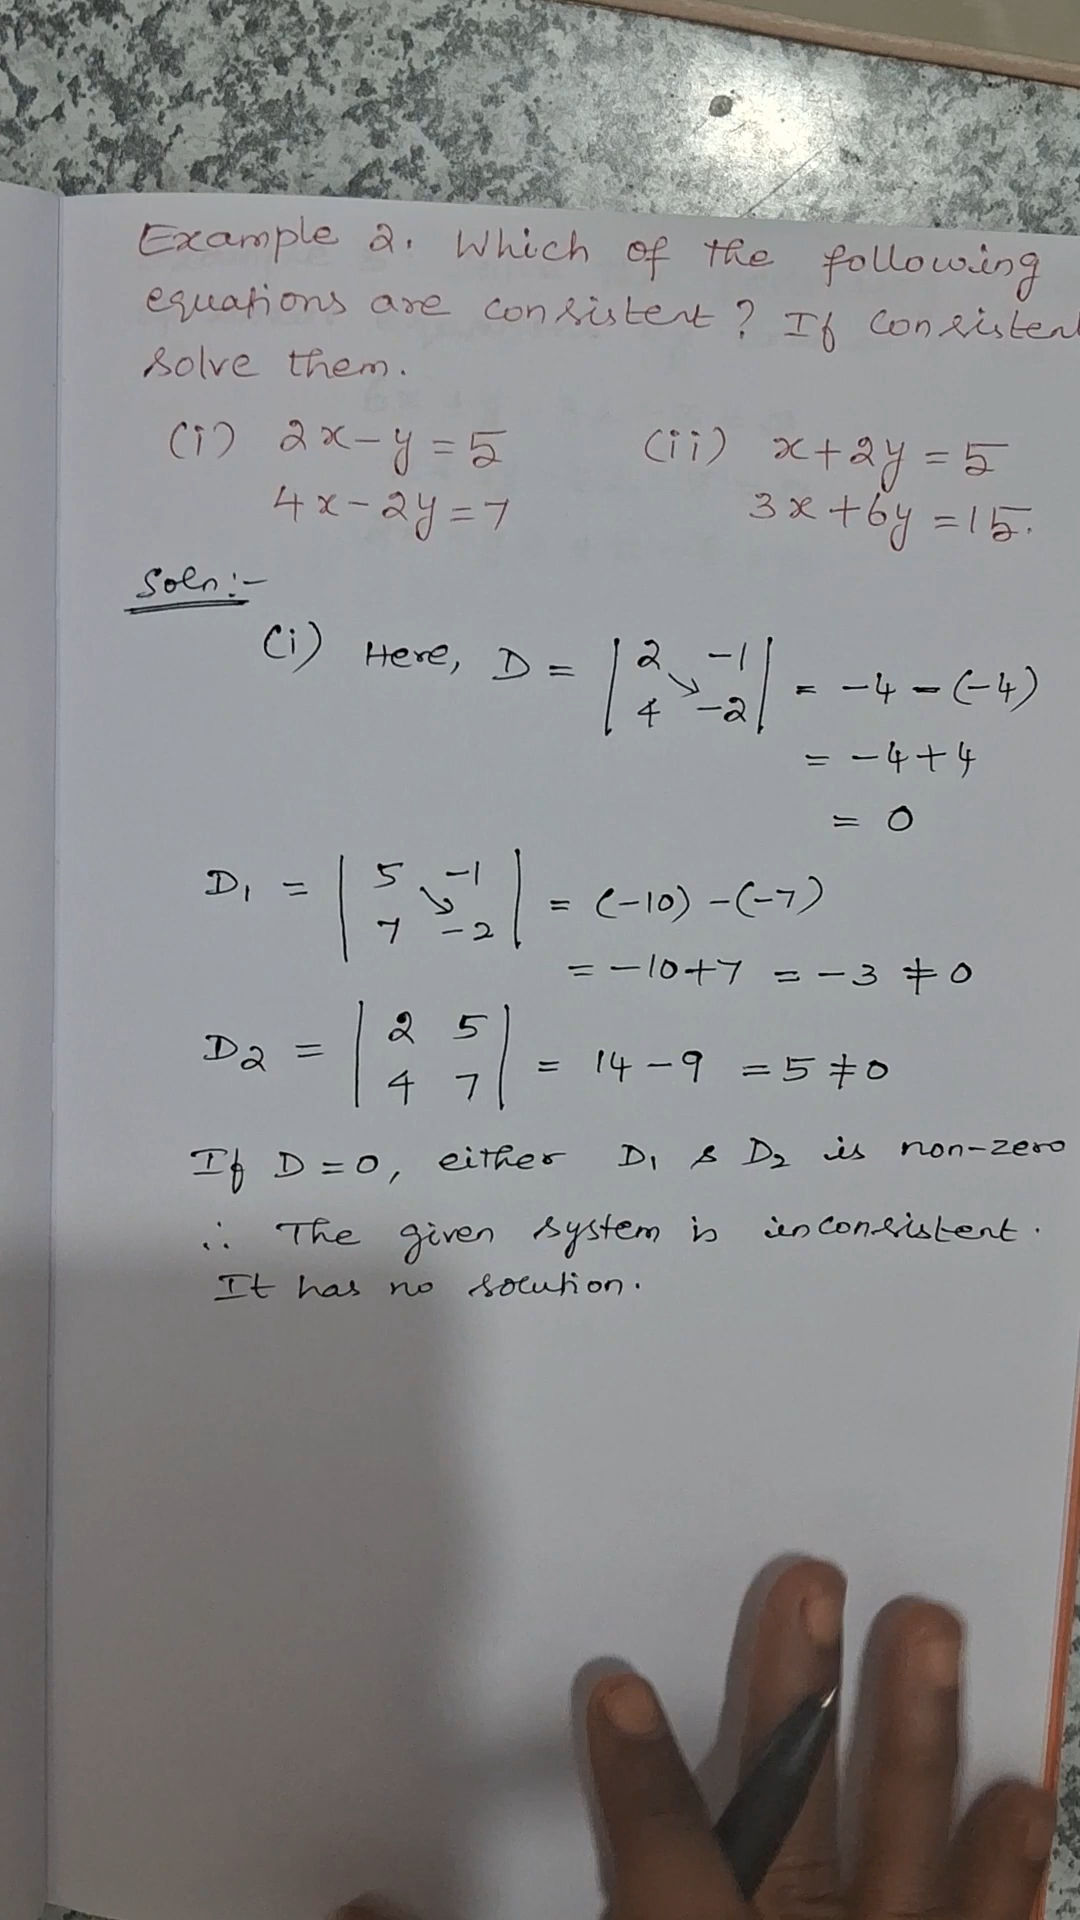 Example 2. Which of the following
equations are consistent? If consisten
solve them.
(i) 2x-y=5 (ii) x+2y=5
4x-2y=7 3x+6y=15.
Soln:-
(i) Here, D = | 2 -1 | = -4-(-4)
| 4 -2 |
= -4+4
= 0
D₁ = | 5 -1 | = (-10)-(-7)
| 7 -2 |
= -10+7 = -3 ≠ 0
D2 = | 2 5 | = 14-9 = 5 ≠ 0
| 4 7 |
If D=0, either D₁ & D₂ is non-zero
∴ The given system is inconsistent.
It has no solution.